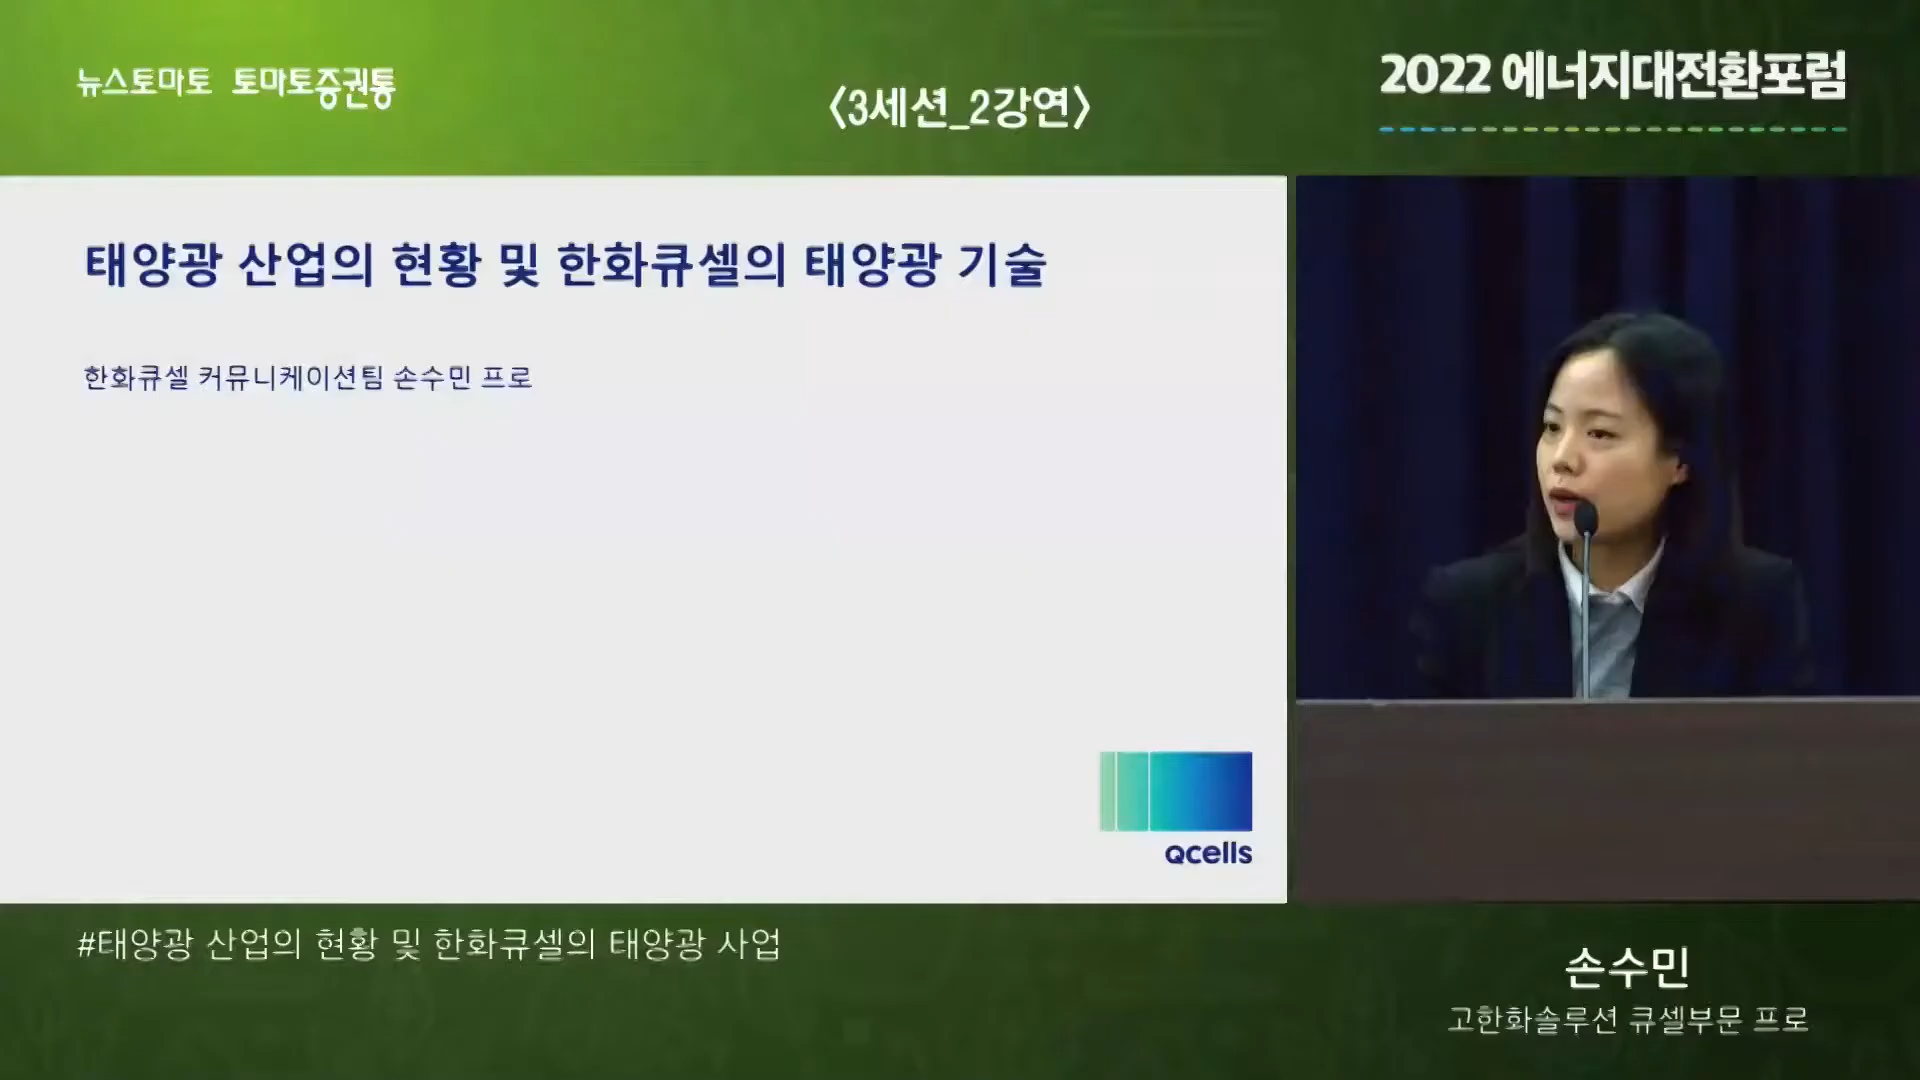 뉴스토마토 토마토증권통
<3세션_2강연>
2022 에너지대전환포럼
태양광 산업의 현황 및 한화큐셀의 태양광 기술
한화큐셀 커뮤니케이션팀 손수민 프로
Qcells
#태양광 산업의 현황 및 한화큐셀의 태양광 사업
손수민
고한화솔루션 큐셀부문 프로